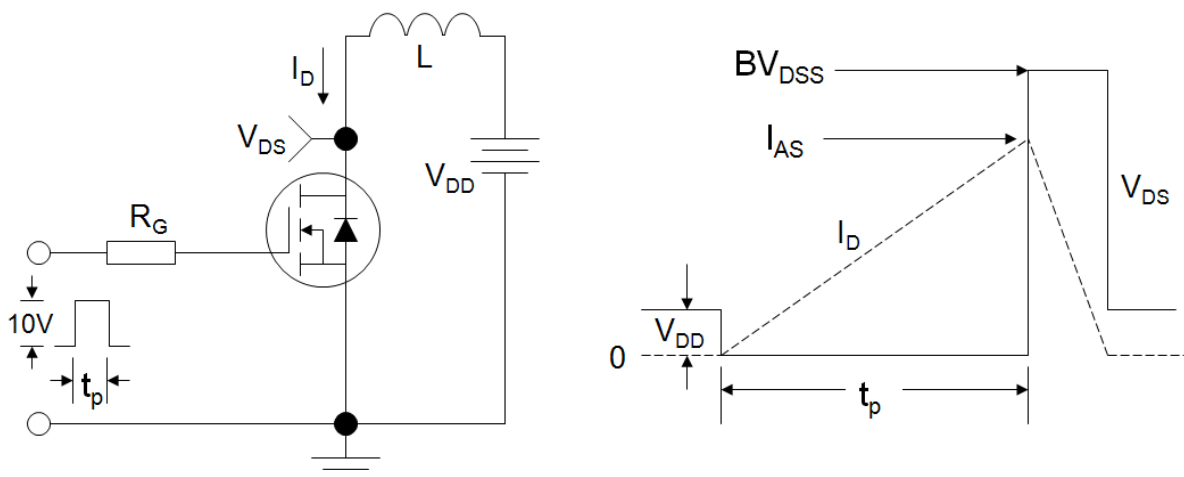 I_D
L
V_DS
V_DD
R_G
10V
t_p
BV_DSS
I_AS
V_DS
I_D
V_DD
0
t_p